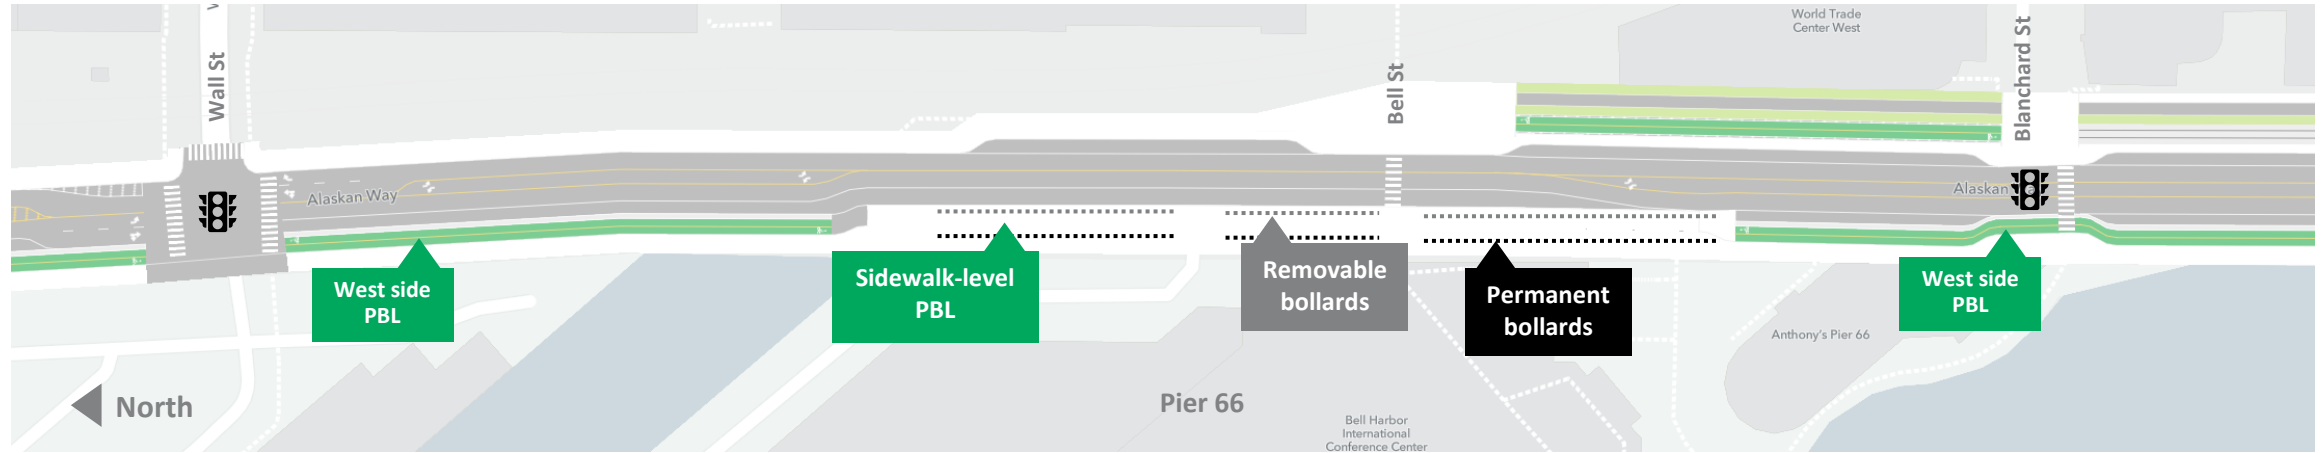 World Trade
Center West
Wall St
Bell St
Blanchard St
Alaskan Way
Alaskan
West side
PBL
Sidewalk-level
PBL
Removable
bollards
Permanent
bollards
West side
PBL
Anthony's Pier 66
North
Pier 66
Bell Harbor
International
Conference Center